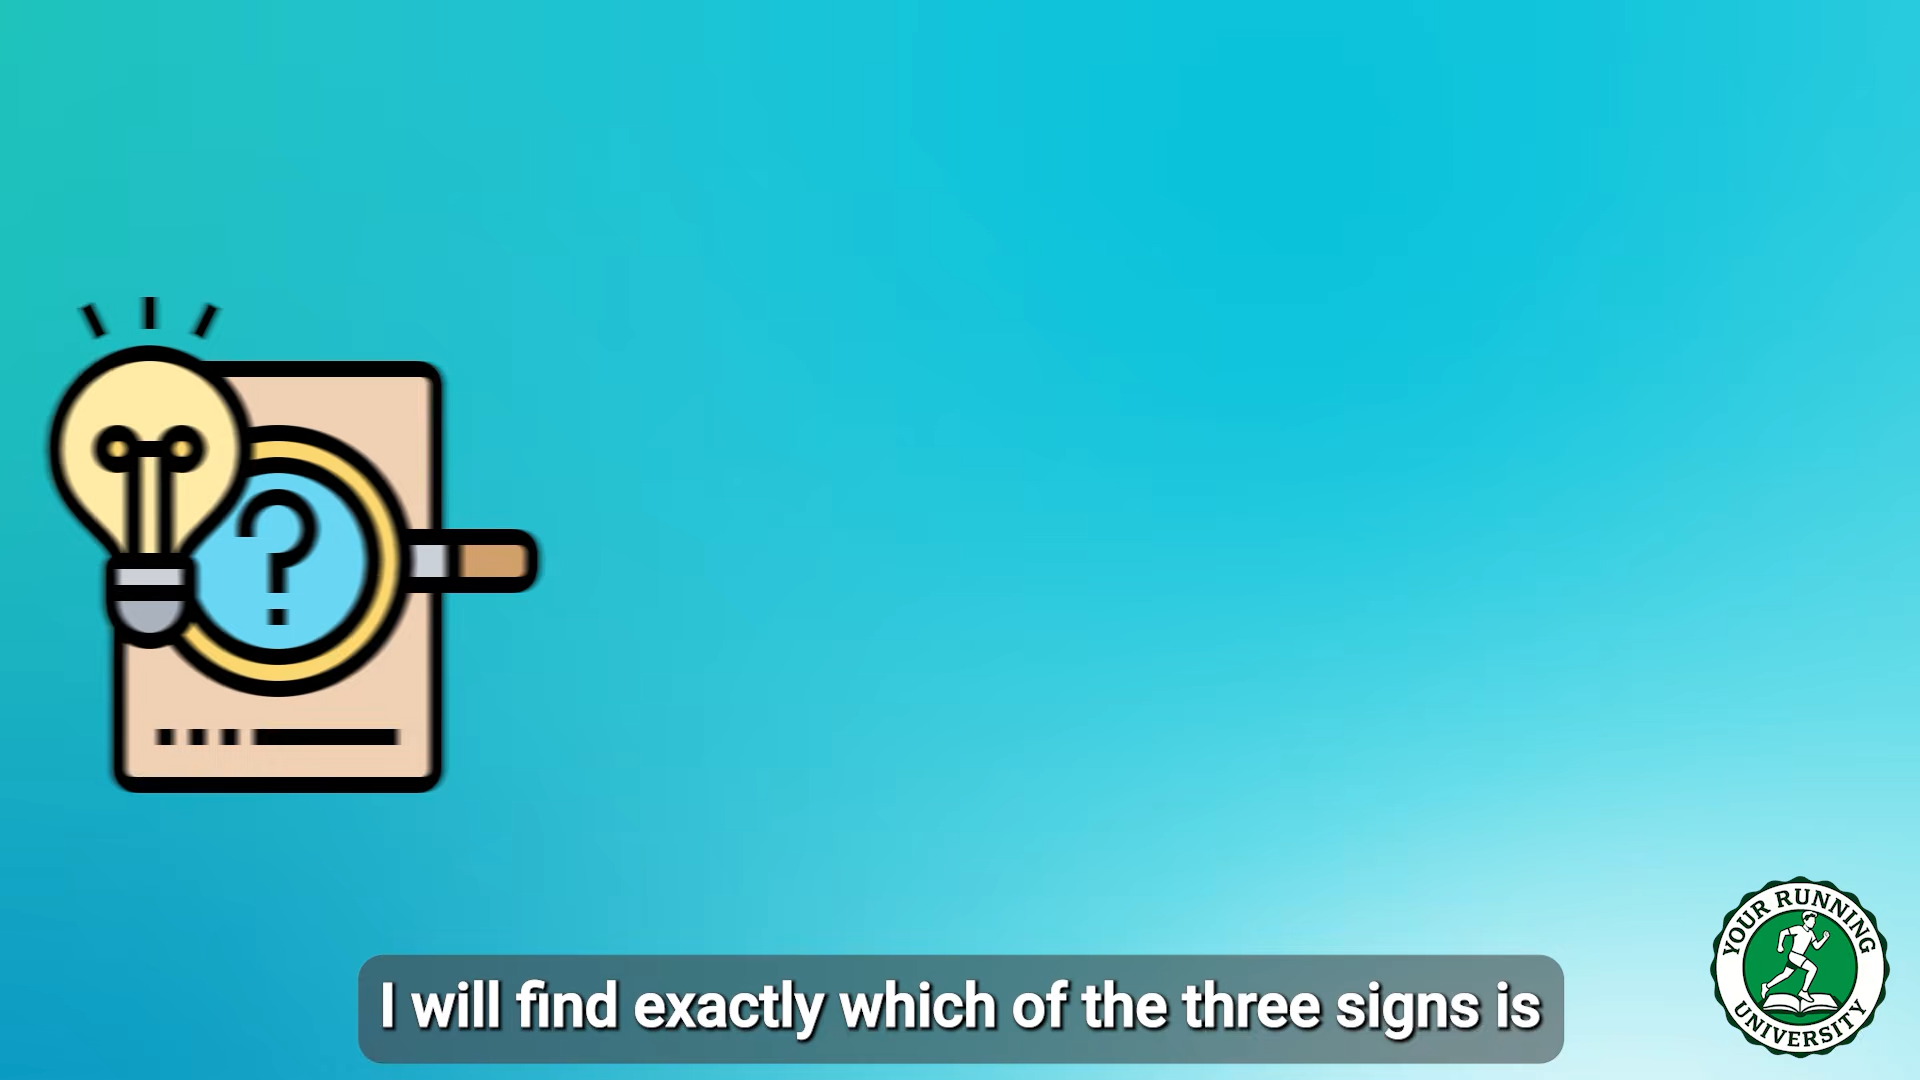 ?
I will find exactly which of the three signs is
YOUR RUNNING
UNIVERSITY